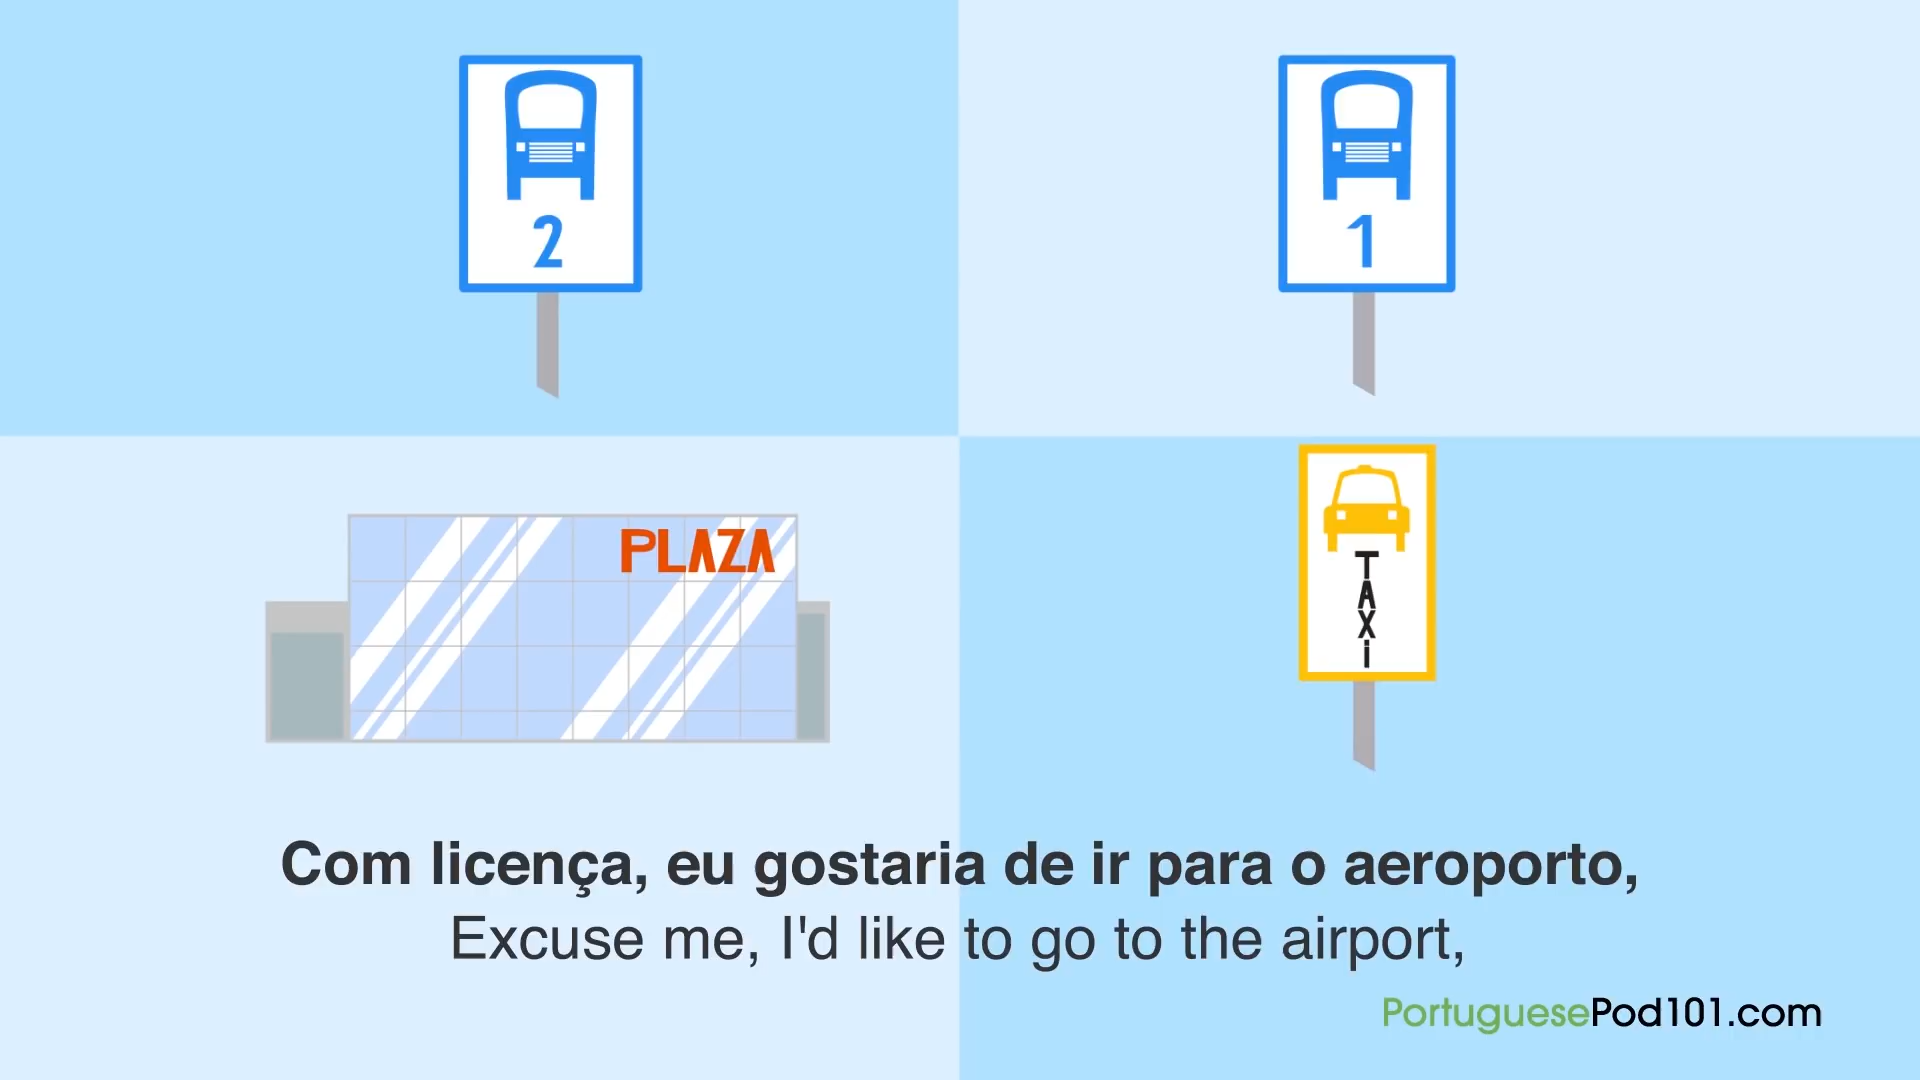 2
1
PLAZA
TAXi
Com licença, eu gostaria de ir para o aeroporto,
Excuse me, I'd like to go to the airport,
PortuguesePod101.com